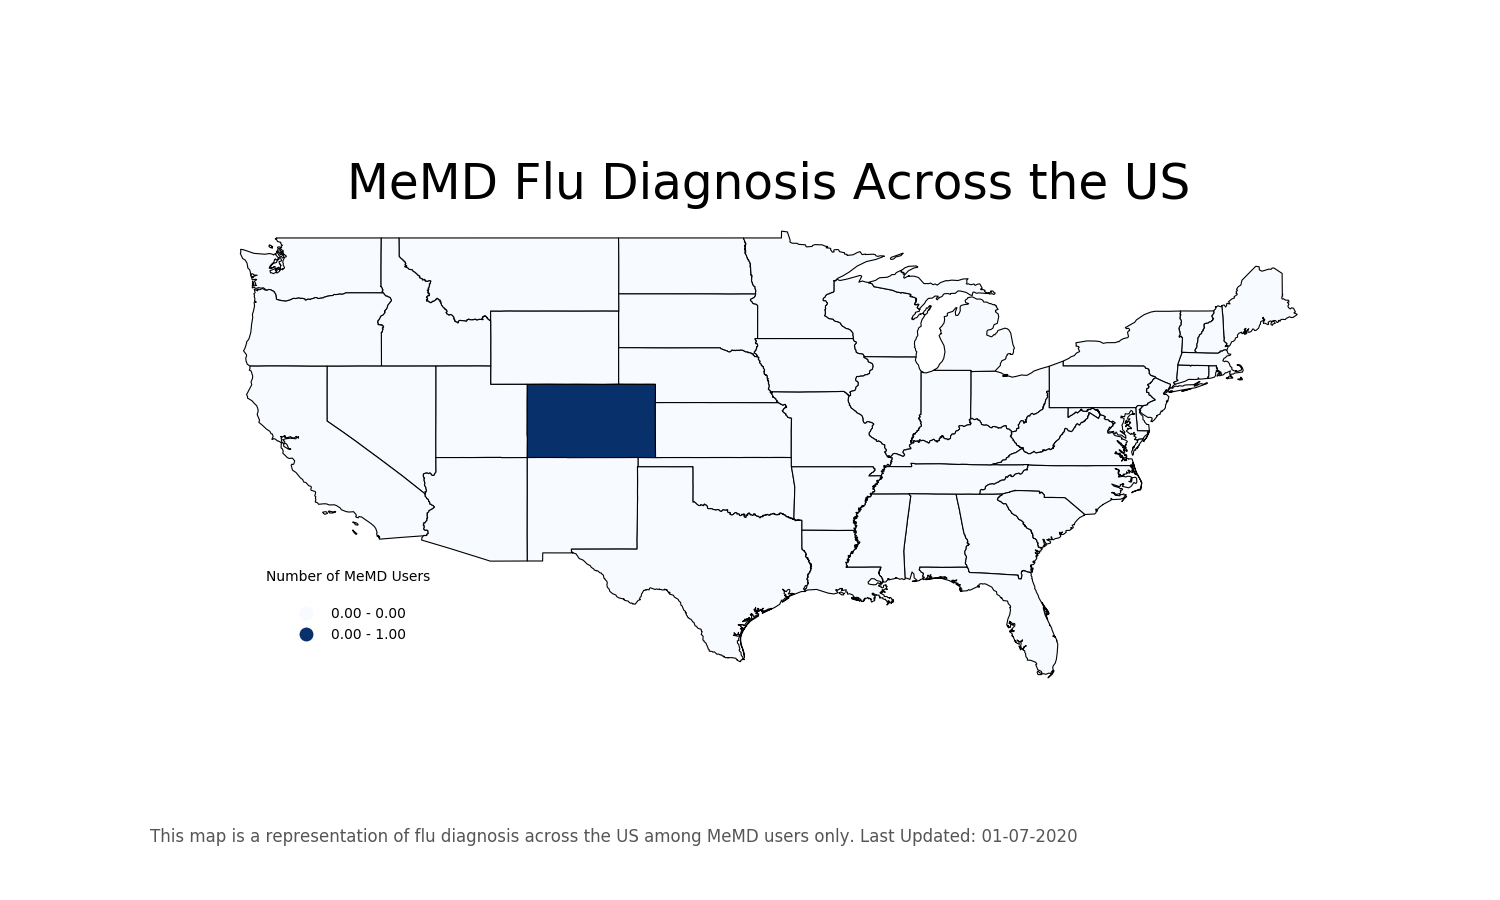 MeMD Flu Diagnosis Across the US
Number of MeMD Users
0.00 - 0.00
0.00 - 1.00
This map is a representation of flu diagnosis across the US among MeMD users only. Last Updated: 01-07-2020